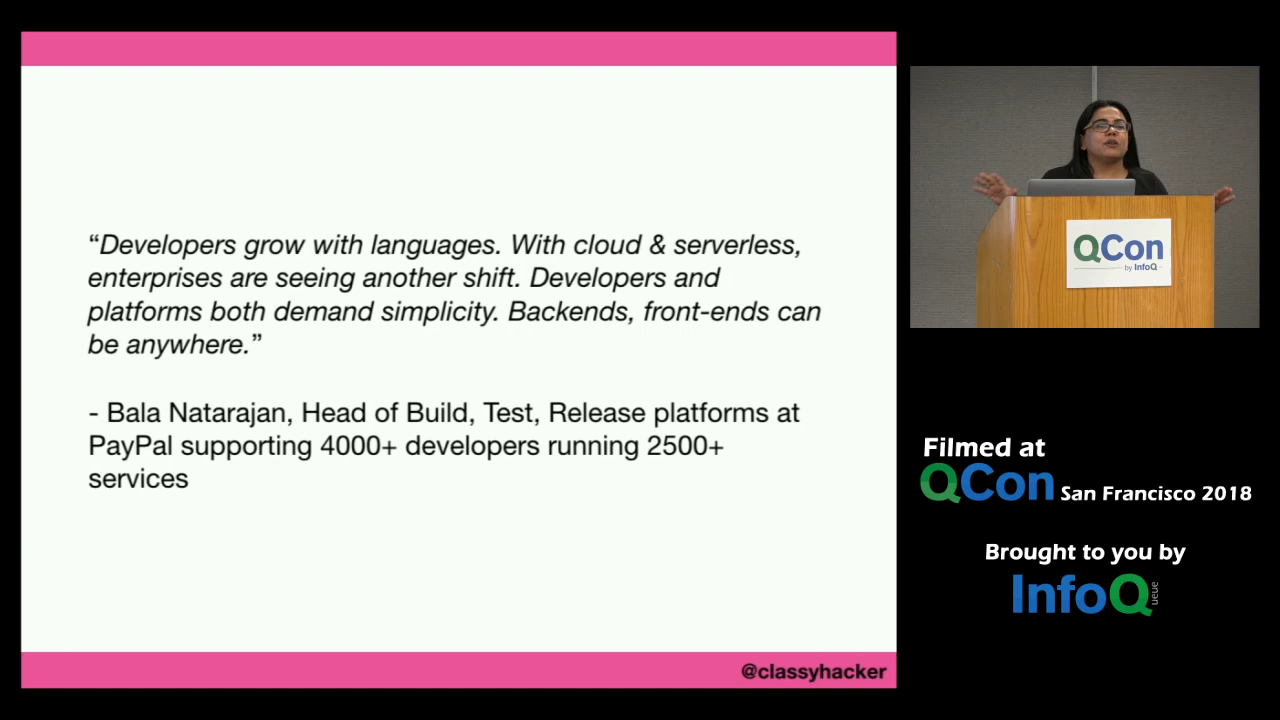 “Developers grow with languages. With cloud & serverless,
enterprises are seeing another shift. Developers and
platforms both demand simplicity. Backends, front-ends can
be anywhere.”
- Bala Natarajan, Head of Build, Test, Release platforms at
PayPal supporting 4000+ developers running 2500+
services
@classyhacker
QCon
by InfoQ
Filmed at
QCon San Francisco 2018
Brought to you by
InfoQueue